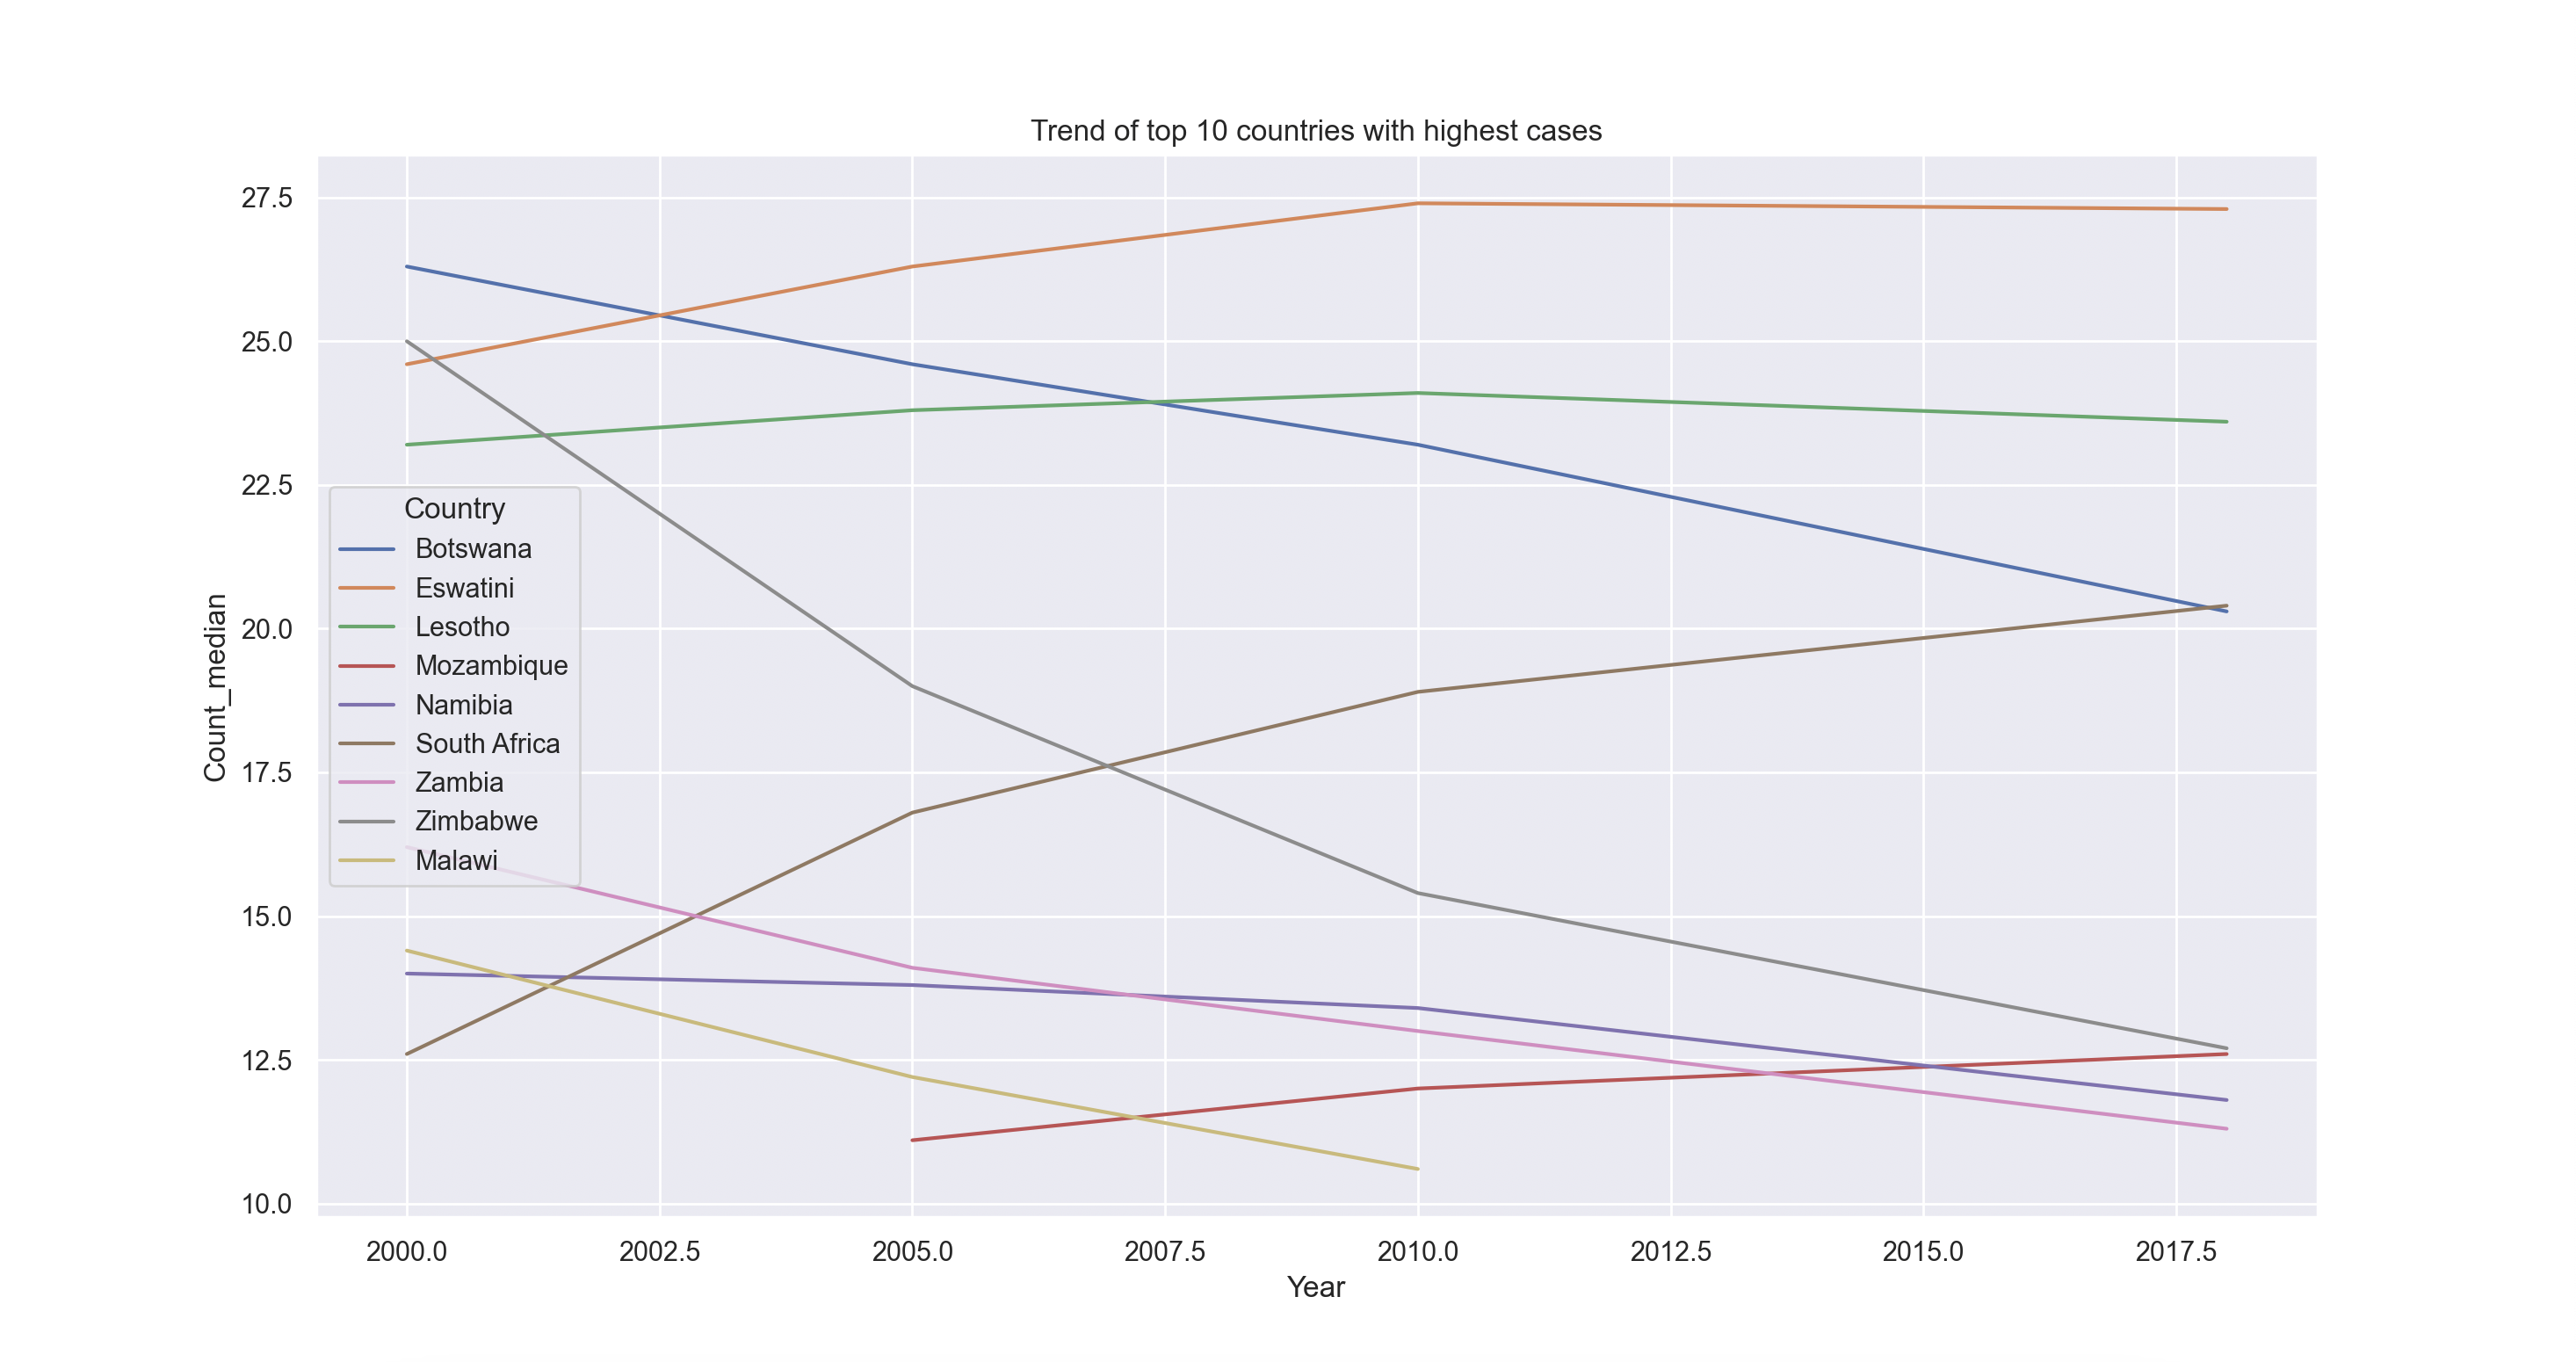 Trend of top 10 countries with highest cases
27.5
25.0
22.5
20.0
17.5
15.0
12.5
10.0
Count_median
Country
Botswana
Eswatini
Lesotho
Mozambique
Namibia
South Africa
Zambia
Zimbabwe
Malawi
2000.0 2002.5 2005.0 2007.5 2010.0 2012.5 2015.0 2017.5
Year